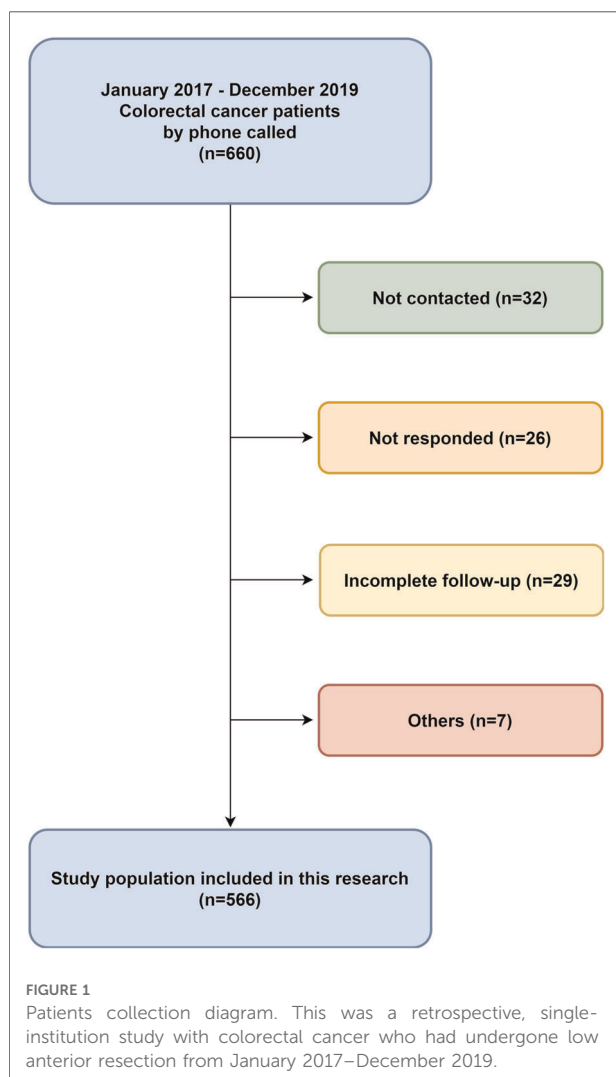 January 2017 - December 2019
Colorectal cancer patients
by phone called
(n=660)
Not contacted (n=32)
Not responded (n=26)
Incomplete follow-up (n=29)
Others (n=7)
Study population included in this research
(n=566)
FIGURE 1
Patients collection diagram. This was a retrospective, single-
institution study with colorectal cancer who had undergone low
anterior resection from January 2017–December 2019.